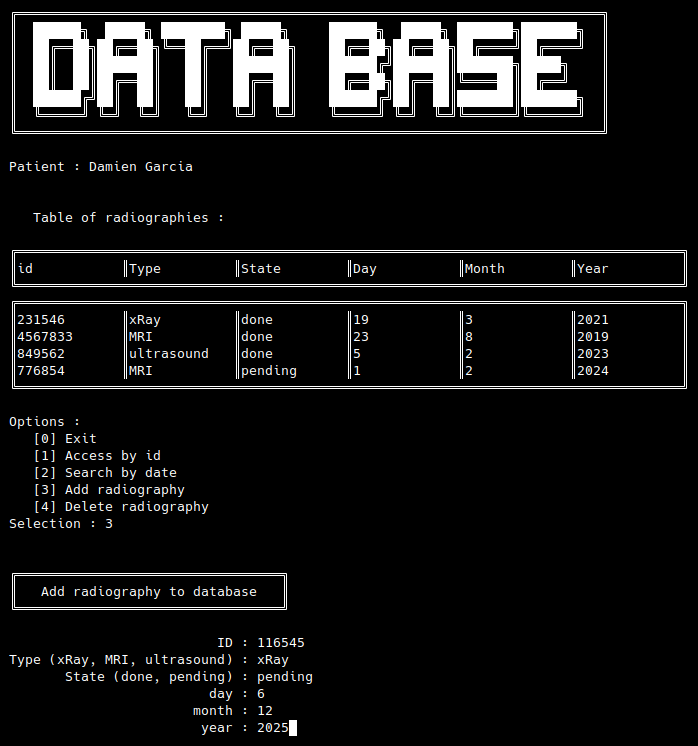 DATA BASE
Patient : Damien Garcia
Table of radiographies :
id Type State Day Month Year
231546 xRay done 19 3 2021
4567833 MRI done 23 8 2019
849562 ultrasound done 5 2 2023
776854 MRI pending 1 2 2024
Options :
[0] Exit
[1] Access by id
[2] Search by date
[3] Add radiography
[4] Delete radiography
Selection : 3
Add radiography to database
ID : 116545
Type (xRay, MRI, ultrasound) : xRay
State (done, pending) : pending
day : 6
month : 12
year : 2025